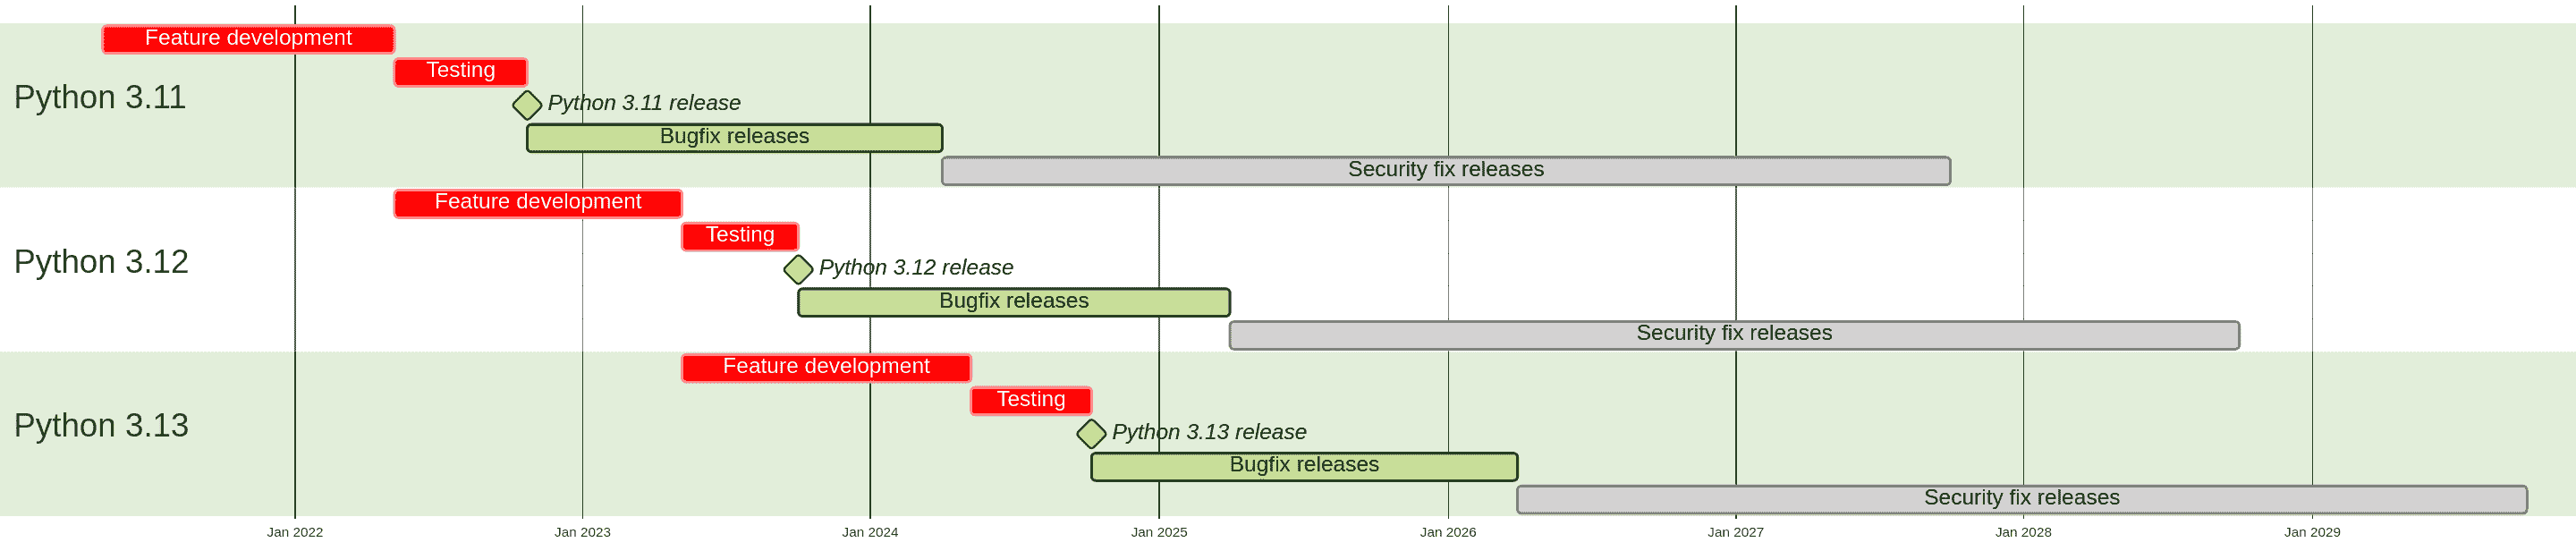 Feature development
Testing
Python 3.11
Python 3.11 release
Bugfix releases
Security fix releases
Feature development
Testing
Python 3.12
Python 3.12 release
Bugfix releases
Security fix releases
Feature development
Testing
Python 3.13
Python 3.13 release
Bugfix releases
Security fix releases
Jan 2022 Jan 2023 Jan 2024 Jan 2025 Jan 2026 Jan 2027 Jan 2028 Jan 2029